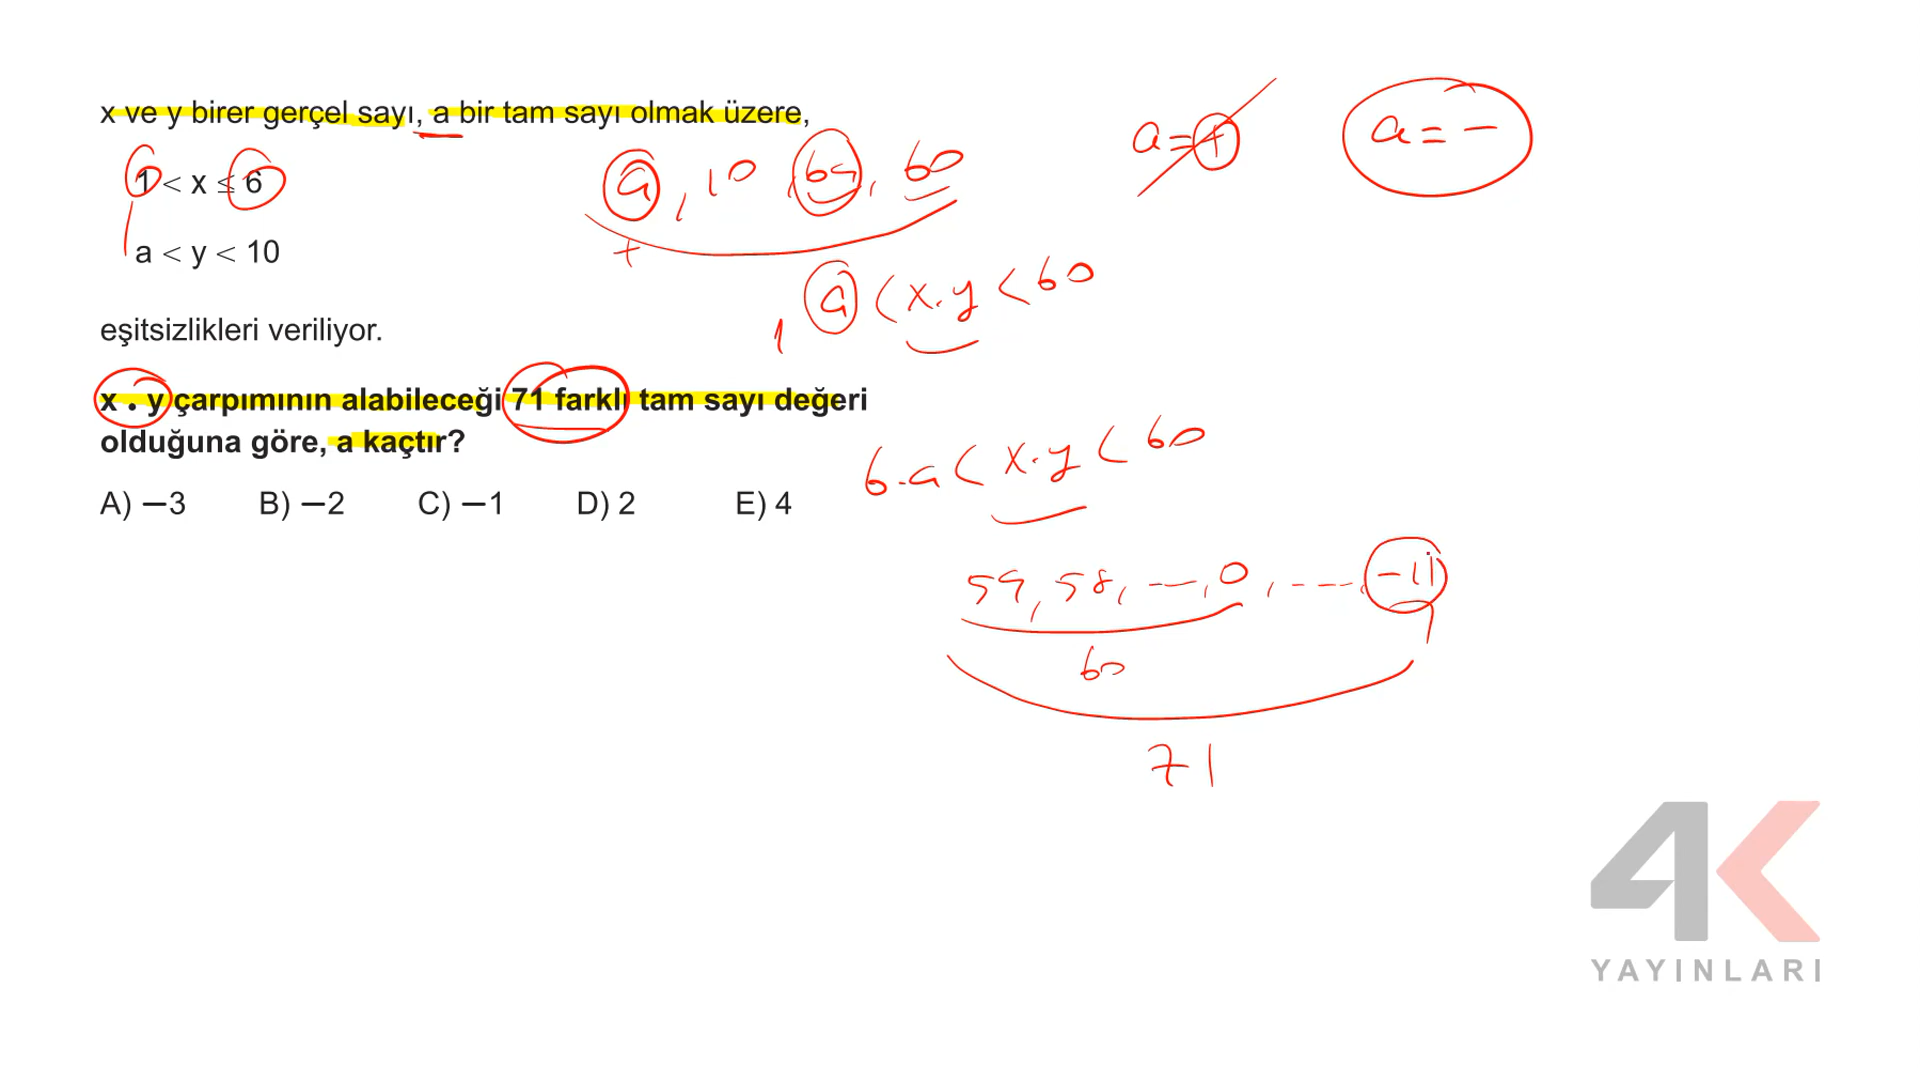 x ve y birer gerçel sayı, a bir tam sayı olmak üzere,
1 < x ≤ 6
a < y < 10
eşitsizlikleri veriliyor.
x . y çarpımının alabileceği 71 farklı tam sayı değeri
olduğuna göre, a kaçtır?
A) −3 B) −2 C) −1 D) 2 E) 4
a, 10, 6a, 60
+
a < x.y < 60
a = +
a = −
6.a < x.y < 60
59, 58, ---, 0, ---, -11
60
71
4K
YAYINLARI